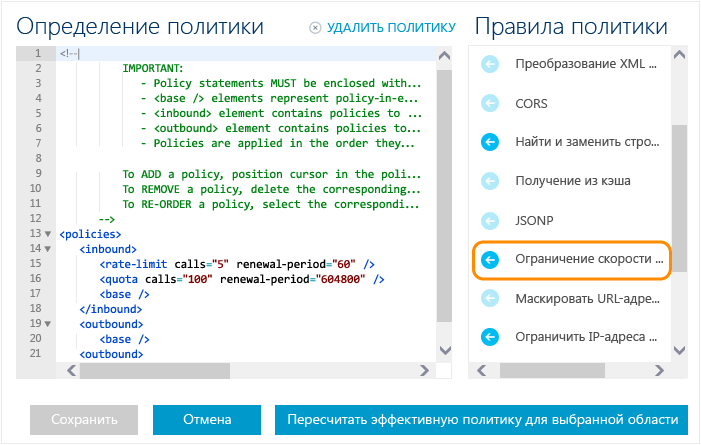 Определение политики
УДАЛИТЬ ПОЛИТИКУ
1 <!--
2 IMPORTANT:
3 - Policy statements MUST be enclosed with...
4 - <base /> elements represent policy-in-e...
5 - <inbound> element contains policies to ...
6 - <outbound> element contains policies to...
7 - Policies are applied in the order they...
8
9 To ADD a policy, position cursor in the poli...
10 To REMOVE a policy, delete the corresponding...
11 To RE-ORDER a policy, select the correspondi...
12 -->
13 <policies>
14 <inbound>
15 <rate-limit calls="5" renewal-period="60" />
16 <quota calls="100" renewal-period="604800" />
17 <base />
18 </inbound>
19 <outbound>
20 <base />
21 <outbound>
Правила политики
Преобразование XML ...
CORS
Найти и заменить стро...
Получение из кэша
JSONP
Ограничение скорости ...
Маскировать URL-адре...
Ограничить IP-адреса ...
Сохранить
Отмена
Пересчитать эффективную политику для выбранной области